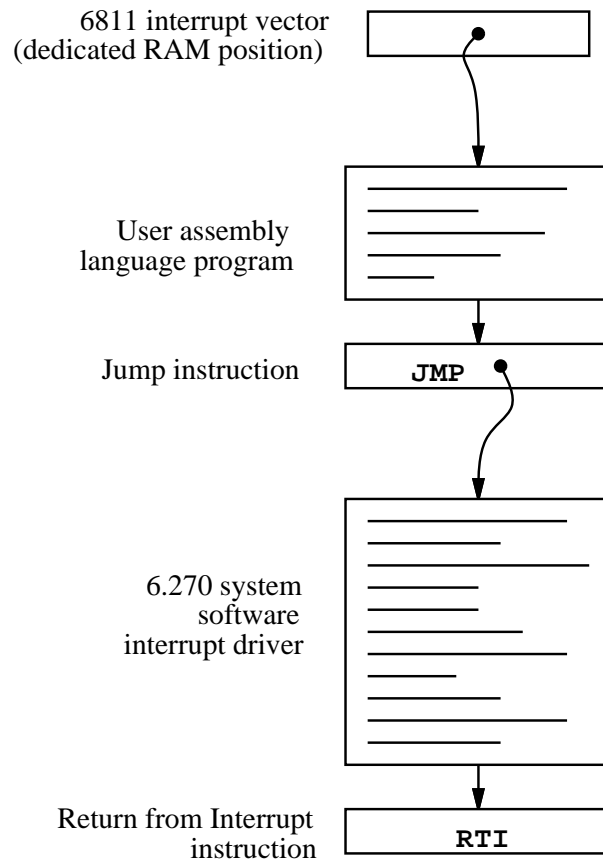 6811 interrupt vector
(dedicated RAM position)
User assembly
language program
Jump instruction
JMP
6.270 system
software
interrupt driver
Return from Interrupt
instruction
RTI